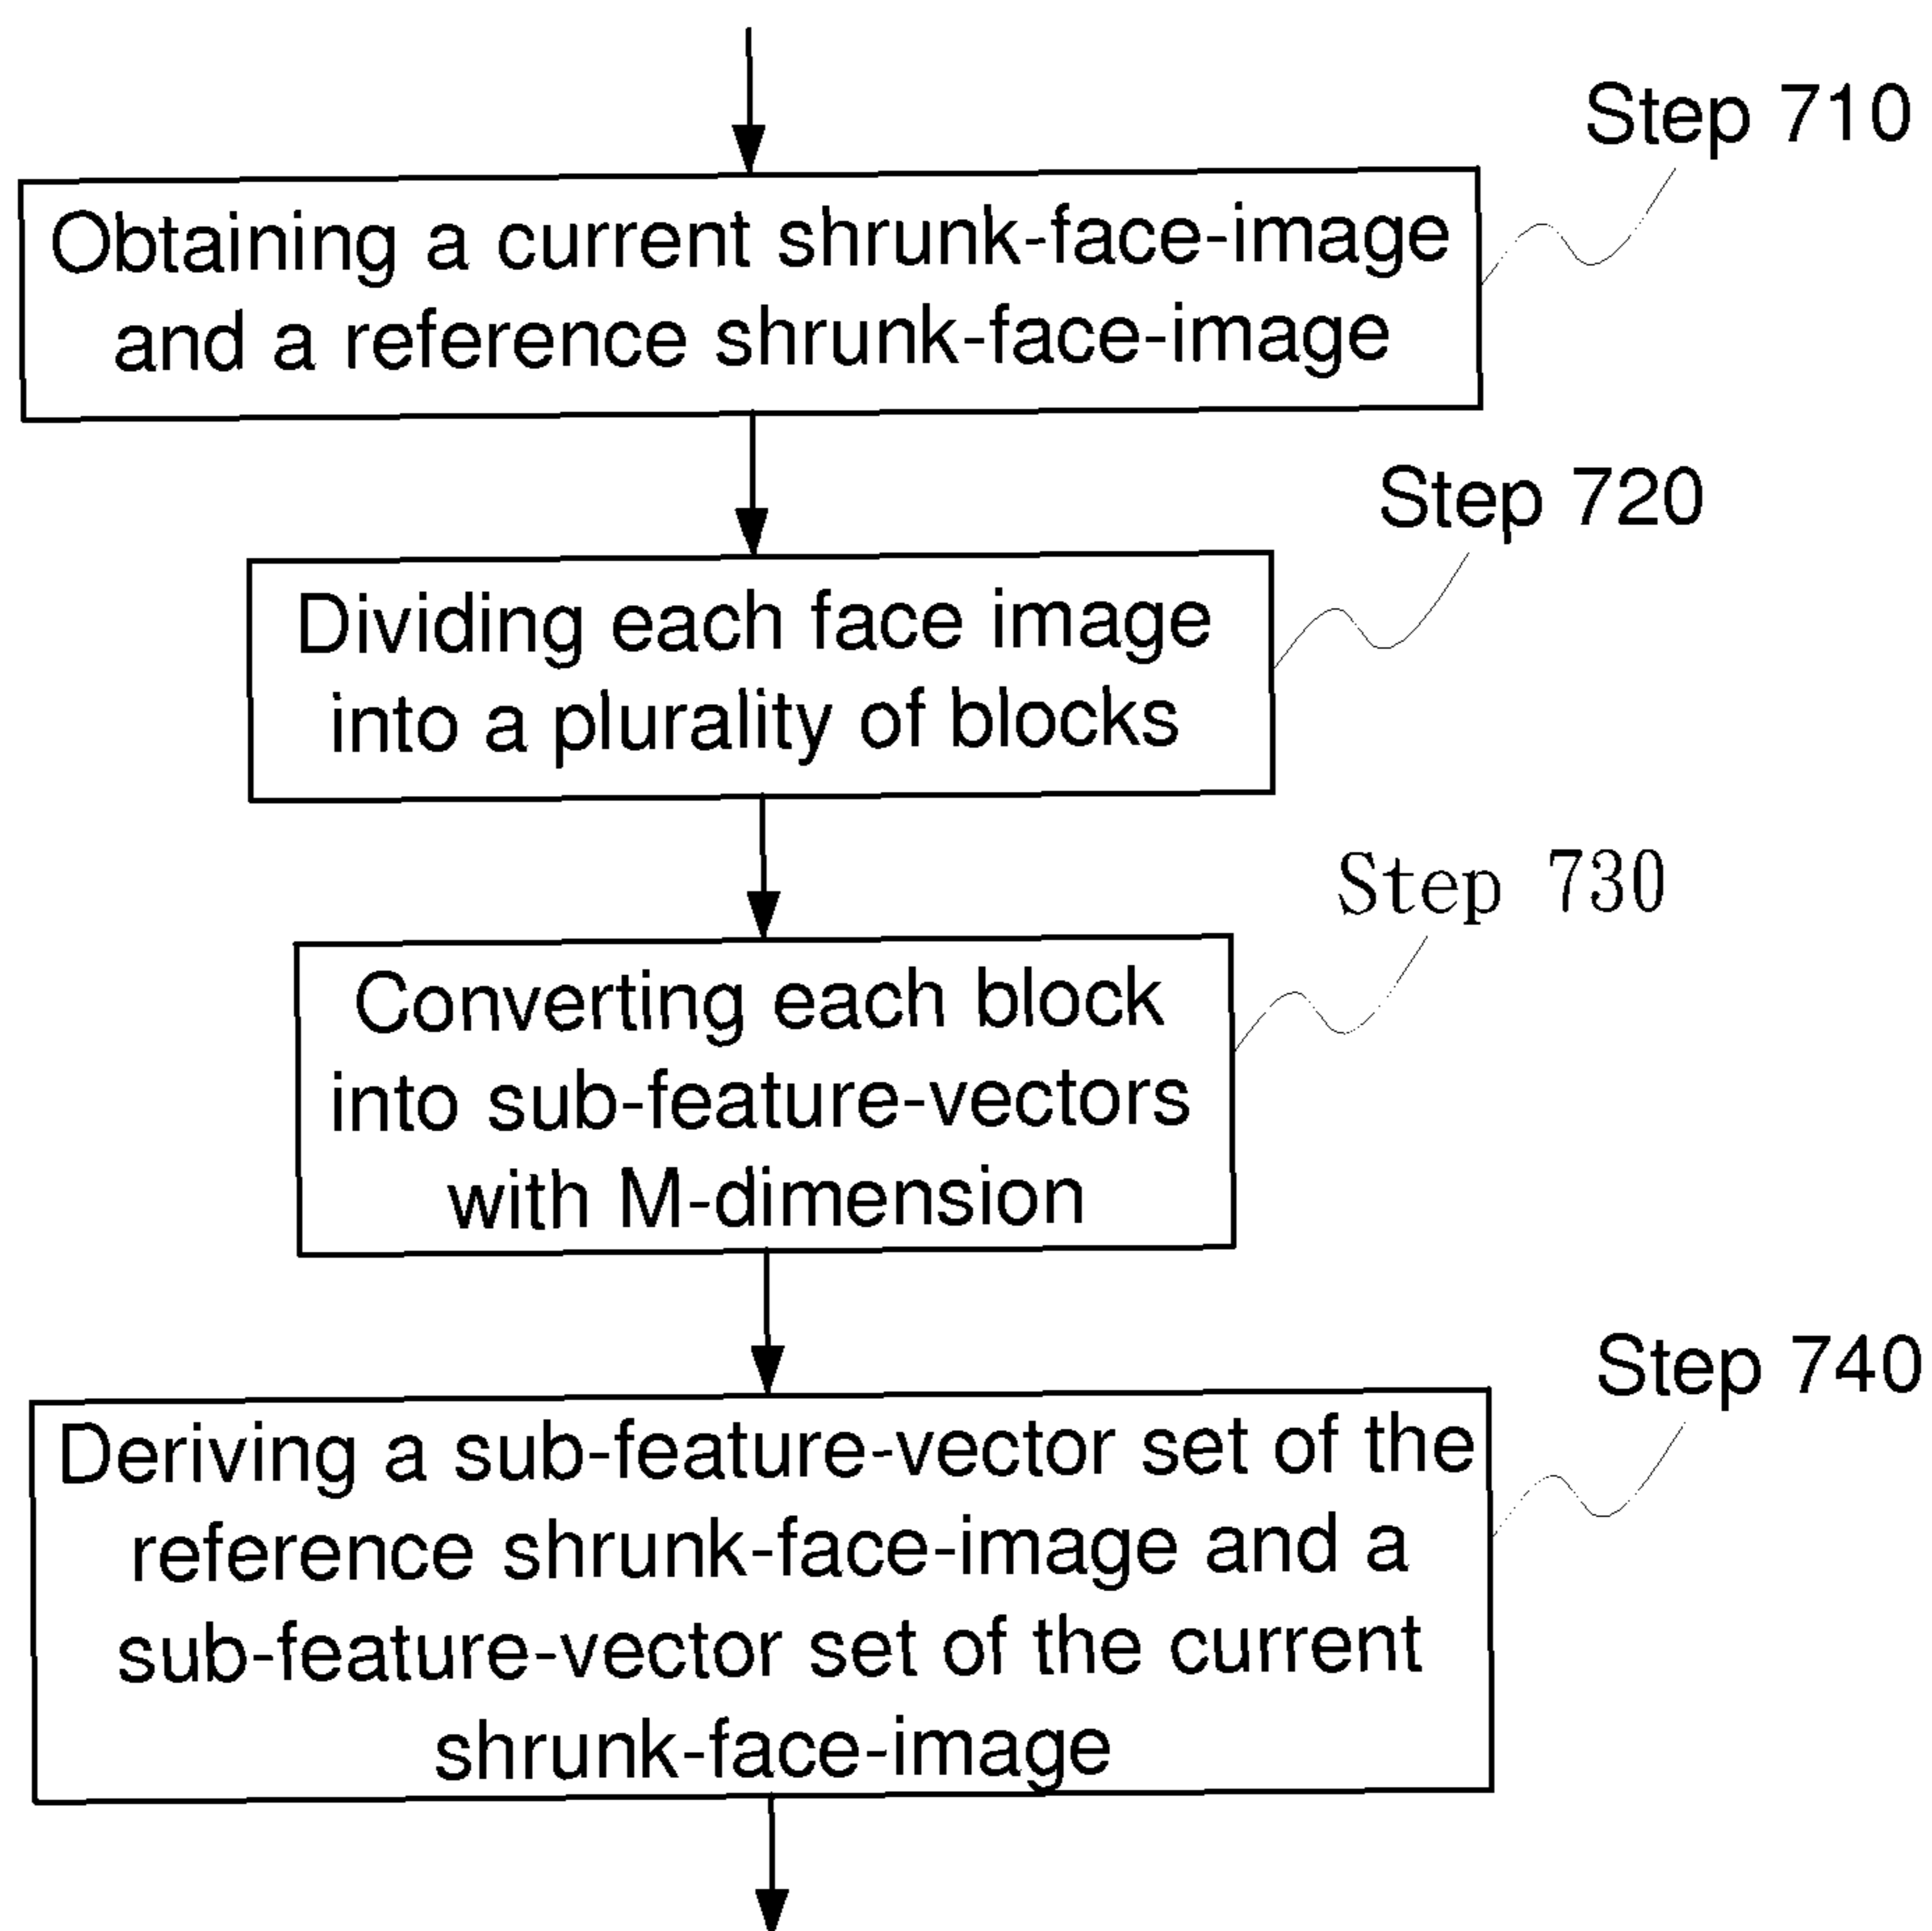 Step 710
Obtaining a current shrunk-face-image
and a reference shrunk-face-image
Step 720
Dividing each face image
into a plurality of blocks
Step 730
Converting each block
into sub-feature-vectors
with M-dimension
Step 740
Deriving a sub-feature-vector set of the
reference shrunk-face-image and a
sub-feature-vector set of the current
shrunk-face-image